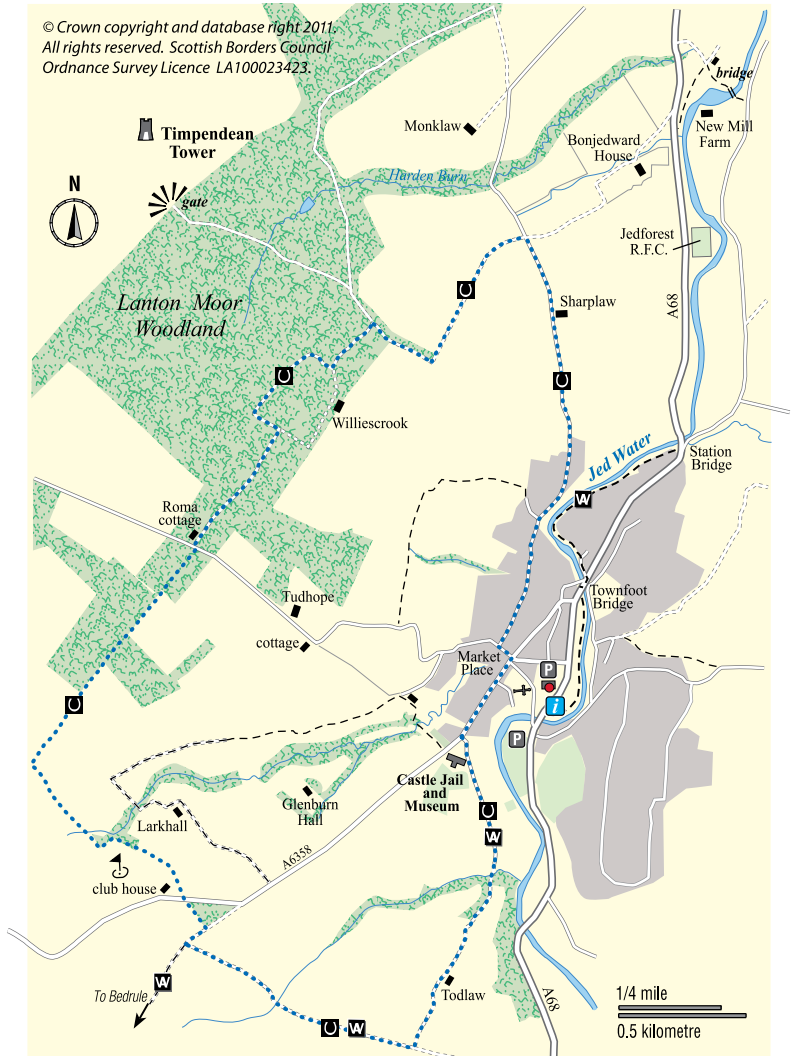 © Crown copyright and database right 2011.
All rights reserved. Scottish Borders Council
Ordnance Survey Licence LA100023423.
bridge
Monklaw
New Mill
Farm
Timpendean
Tower
Bonjedward
House
Harden Burn
N
gate
Jedforest
R.F.C.
Lanton Moor
Woodland
Sharplaw
A68
Williescrook
Jed Water
Station
Bridge
W
Roma
cottage
Tudhope
Townfoot
Bridge
cottage
Market
Place
P
i
P
Castle Jail
and
Museum
Glenburn
Hall
Larkhall
W
A6358
club house
W
To Bedrule
Todlaw
A68
1/4 mile
0.5 kilometre
W